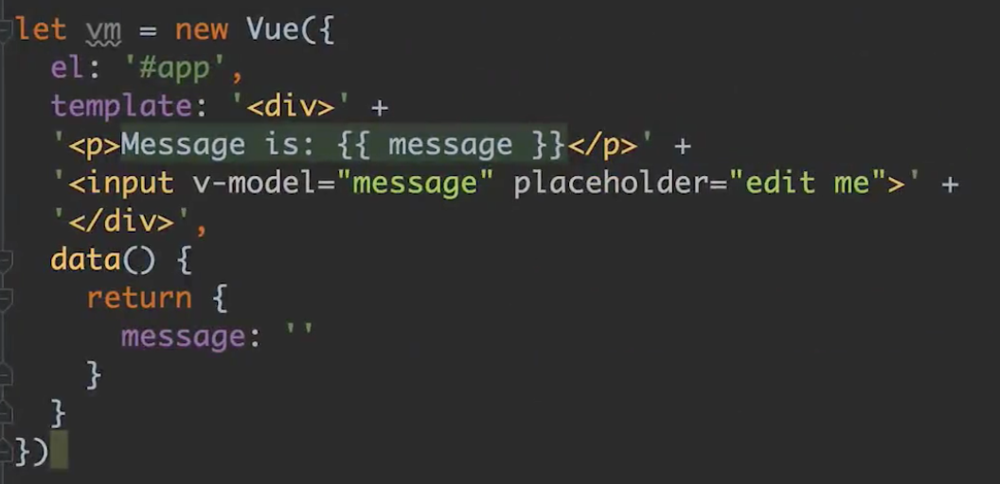 let vm = new Vue({
el: '#app',
template: '<div>' +
'<p>Message is: {{ message }}</p>' +
'<input v-model="message" placeholder="edit me">' +
'</div>',
data() {
return {
message: ''
}
}
})